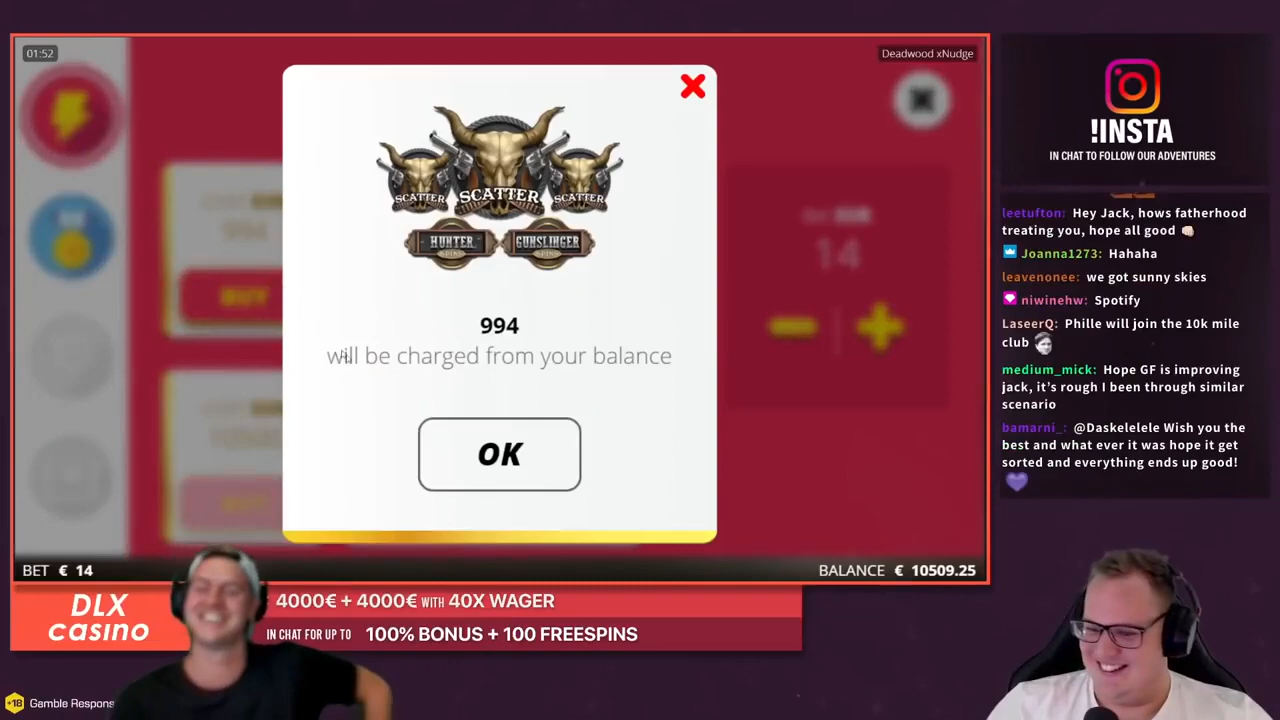 01:52
Deadwood xNudge
SCATTER
SCATTER
SCATTER
HUNTER
SPINS
GUNSLINGER
SPINS
994
will be charged from your balance
OK
994
BUY
14
BET € 14
BALANCE € 10509.25
DLX
casino
4000€ + 4000€ WITH 40X WAGER
IN CHAT FOR UP TO 100% BONUS + 100 FREESPINS
+18 Gamble Respons
!INSTA
IN CHAT TO FOLLOW OUR ADVENTURES
leetufton: Hey Jack, hows fatherhood
treating you, hope all good
Joanna1273: Hahaha
leavenonee: we got sunny skies
niwinehw: Spotify
LaseerQ: Phille will join the 10k mile
club
medium_mick: Hope GF is improving
jack, it's rough I been through similar
scenario
bamarni_: @Daskelelele Wish you the
best and what ever it was hope it get
sorted and everything ends up good!